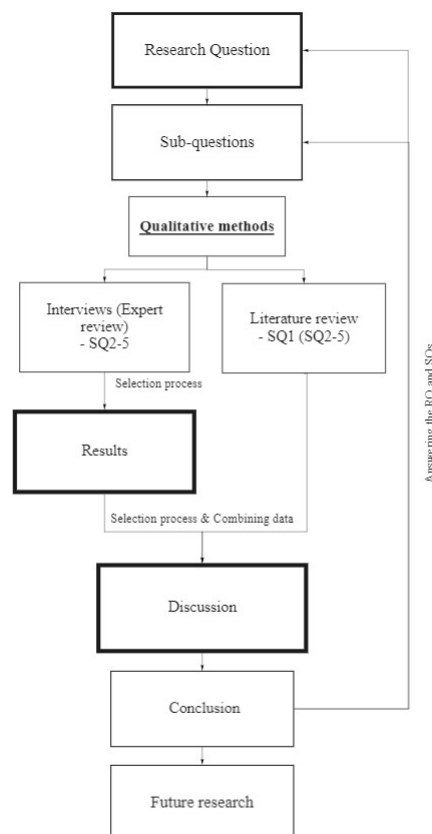 Research Question
Sub-questions
Qualitative methods
Interviews (Expert
review)
- SQ2-5
Literature review
- SQ1 (SQ2-5)
Selection process
Results
Selection process & Combining data
Discussion
Conclusion
Future research
Answering the RQ and SQs